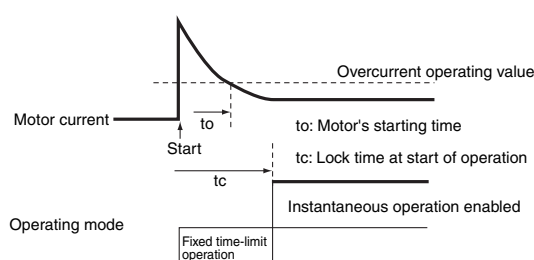 Overcurrent operating value
Motor current
to
to: Motor's starting time
Start
tc: Lock time at start of operation
tc
Instantaneous operation enabled
Operating mode
Fixed time-limit
operation